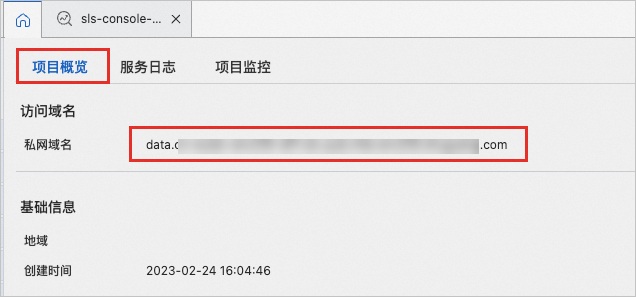 sls-console-...
项目概览 服务日志 项目监控
访问域名
私网域名 data. .com
基础信息
地域
创建时间 2023-02-24 16:04:46